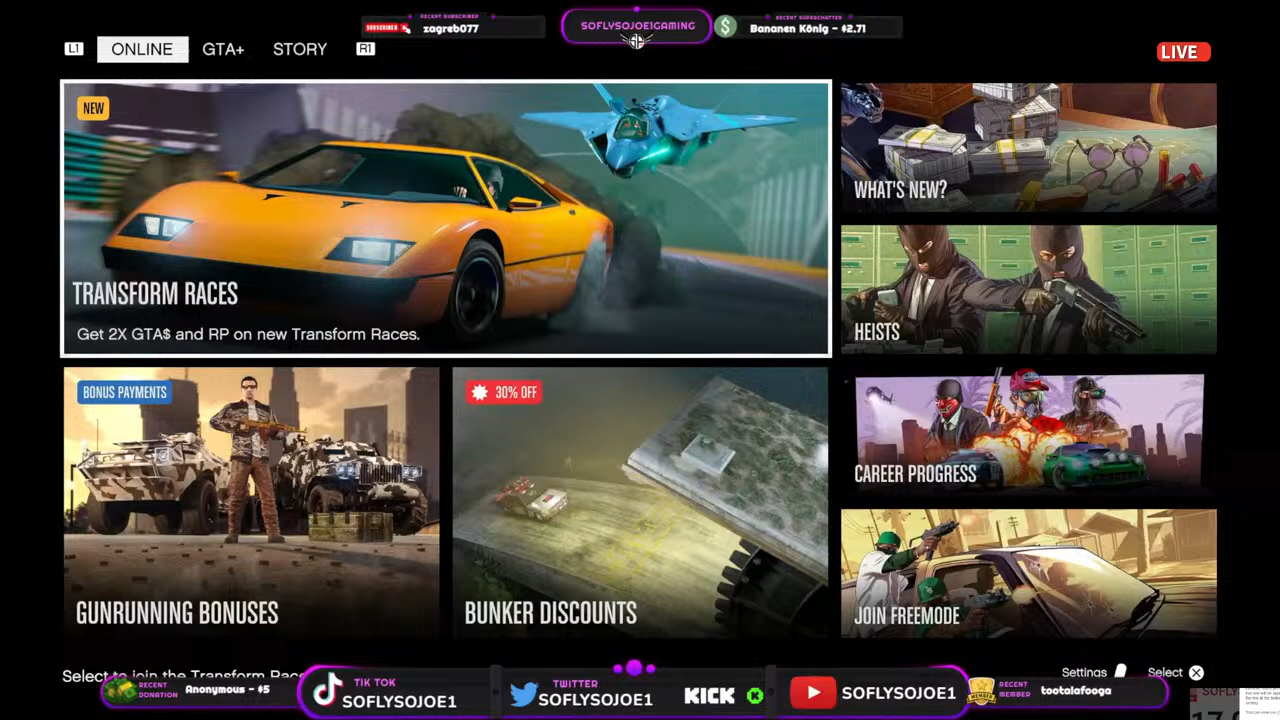 RECENT SUBSCRIBER
SUBSCRIBED
zagreb077
SOFLYSOJOE1GAMING
RECENT SUPERCHATTER
$
Bananen König - $2.71
L1
ONLINE
GTA+
STORY
R1
LIVE
NEW
TRANSFORM RACES
Get 2X GTA$ and RP on new Transform Races.
WHAT'S NEW?
HEISTS
BONUS PAYMENTS
GUNRUNNING BONUSES
30% OFF
BUNKER DISCOUNTS
CAREER PROGRESS
JOIN FREEMODE
Select to join the Transform
Settings
Select
RECENT
DONATION
Anonymous - $5
TIK TOK
SOFLYSOJOE1
TWITTER
SOFLYSOJOE1
KICK
K
SOFLYSOJOE1
RECENT
MEMBER
tootalafooga